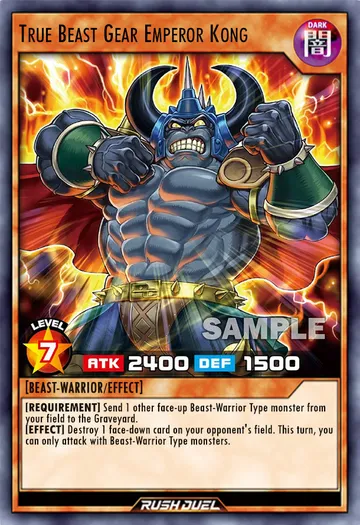 TRUE BEAST GEAR EMPEROR KONG
DARK
闇
SAMPLE
LEVEL
7
ATK 2400 DEF 1500
[BEAST-WARRIOR/EFFECT]
[REQUIREMENT] Send 1 other face-up Beast-Warrior Type monster from
your field to the Graveyard.
[EFFECT] Destroy 1 face-down card on your opponent's field. This turn, you
can only attack with Beast-Warrior Type monsters.
RUSH DUEL